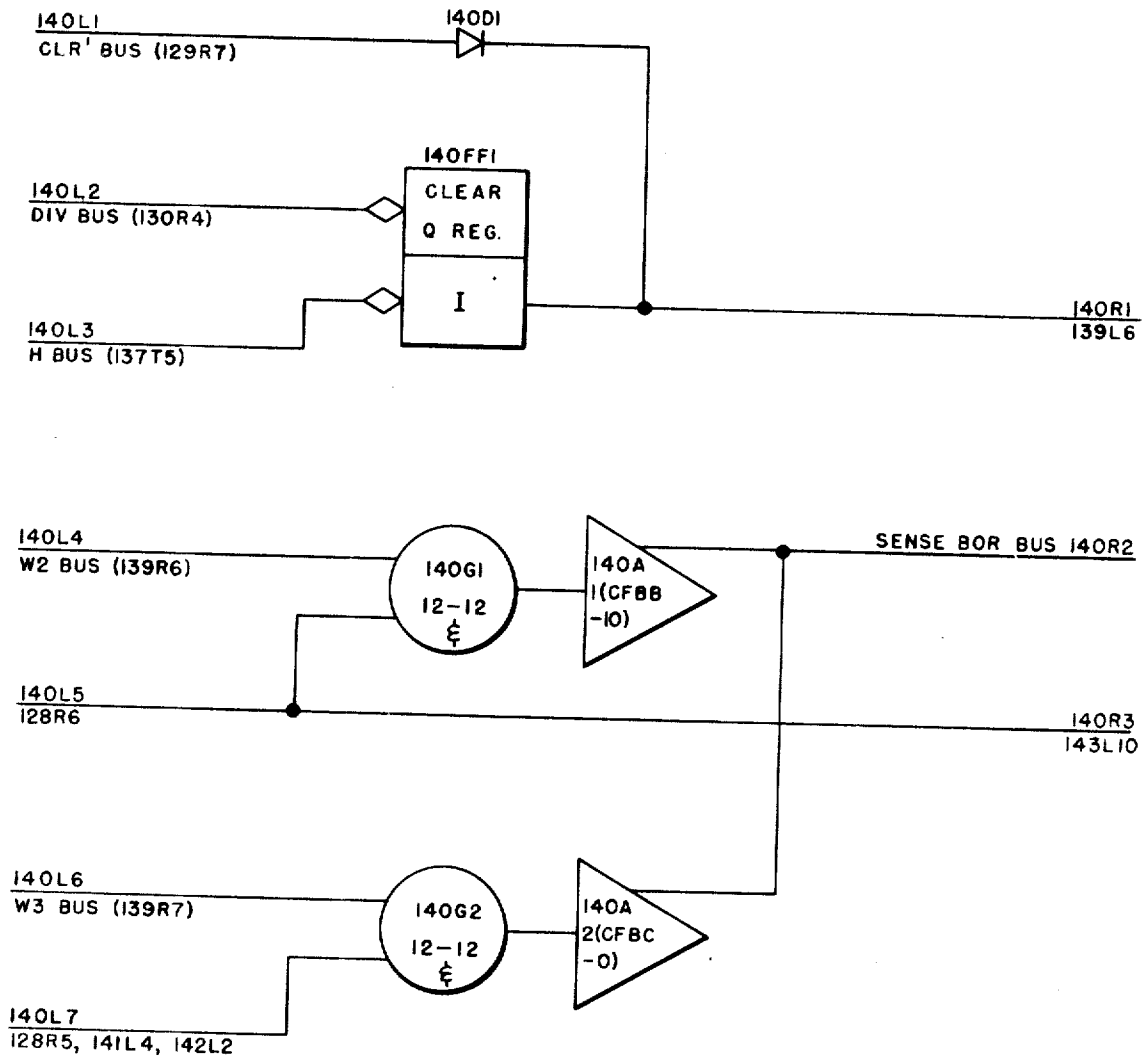 140L1
CLR' BUS (129R7)
140D1
140FF1
CLEAR
Q REG.
I
140L2
DIV BUS (130R4)
140L3
H BUS (137T5)
140R1
139L6
140L4
W2 BUS (139R6)
140G1
12-12
&
140A
1(CFBB
-10)
SENSE BOR BUS 140R2
140L5
128R6
140R3
143L10
140L6
W3 BUS (139R7)
140G2
12-12
&
140A
2(CFBC
-0)
140L7
128R5, 141L4, 142L2